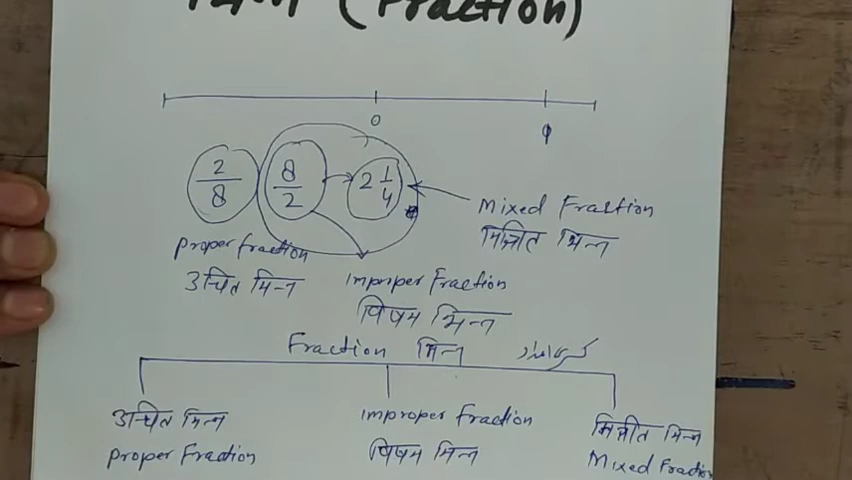 भिन्न (Fraction)
0 1
2/8 8/2 2 1/4
Mixed Fraction
मिश्रीत भिन्न
proper fraction
उचित भिन्न
Improper Fraction
विषम भिन्न
Fraction भिन्न
उचित भिन्न
Proper Fraction
Improper Fraction
विषम भिन्न
मिश्रीत भिन्न
Mixed Fraction